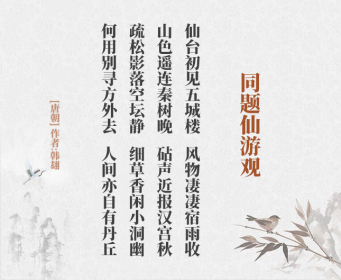 同题仙游观
仙台初见五城楼 风物凄凄宿雨收
山色遥连秦树晚 砧声近报汉宫秋
疏松影落空坛静 细草香闲小洞幽
何用别寻方外去 人间亦自有丹丘
[唐朝] 作者:韩翃